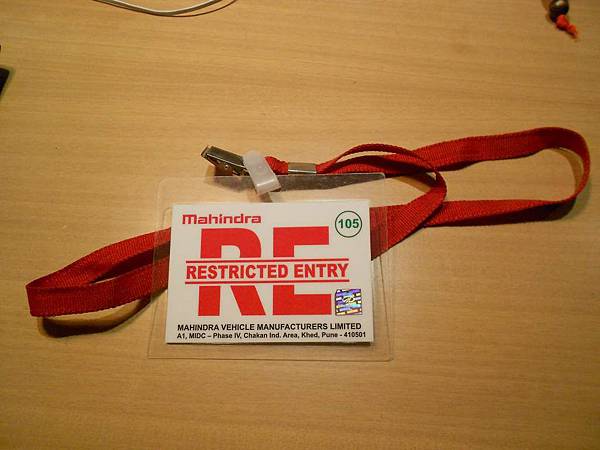 Mahindra
105
RE
RESTRICTED ENTRY
MAHINDRA VEHICLE MANUFACTURERS LIMITED
A1, MIDC – Phase IV, Chakan Ind. Area, Khed, Pune - 410501